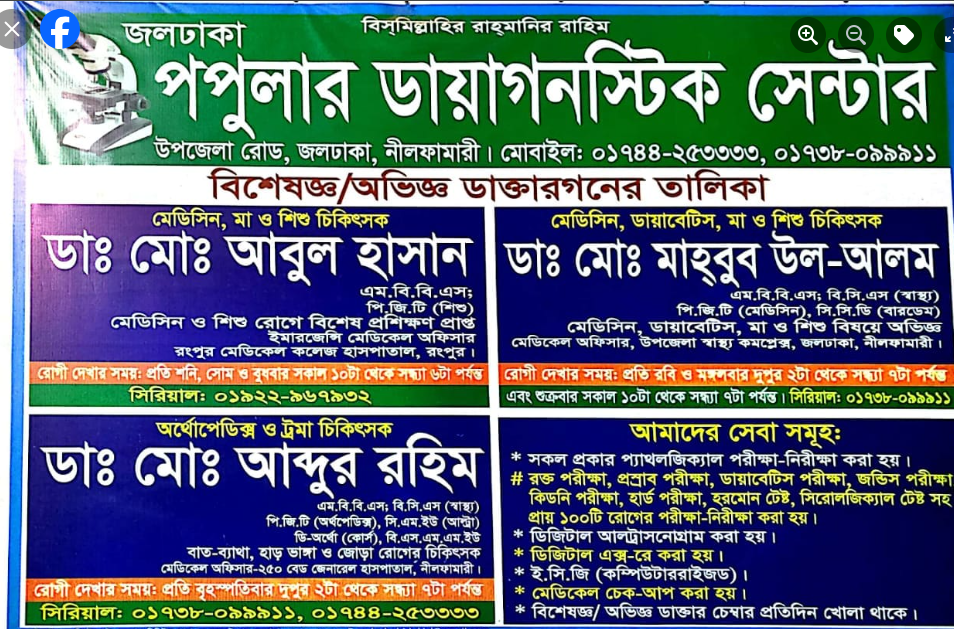 বিস্‌মিল্লাহির রাহ্‌মানির রাহিম
জলঢাকা
পপুলার ডায়াগনস্টিক সেন্টার
উপজেলা রোড, জলঢাকা, নীলফামারী। মোবাইল: ০১৭৪৪-২৫৩৩৩৩, ০১৭৩৮-০৯৯৯১১
বিশেষজ্ঞ/অভিজ্ঞ ডাক্তারগনের তালিকা
মেডিসিন, মা ও শিশু চিকিৎসক
ডাঃ মোঃ আবুল হাসান
এম.বি.বি.এস;
পি.জি.টি (শিশু)
মেডিসিন ও শিশু রোগে বিশেষ প্রশিক্ষণ প্রাপ্ত
ইমারজেন্সি মেডিকেল অফিসার
রংপুর মেডিকেল কলেজ হাসপাতাল, রংপুর।
রোগী দেখার সময়: প্রতি শনি, সোম ও বুধবার সকাল ১০টা থেকে সন্ধ্যা ৬টা পর্যন্ত
সিরিয়াল: ০১৯২২-৯৬৭৯৩২
মেডিসিন, ডায়াবেটিস, মা ও শিশু চিকিৎসক
ডাঃ মোঃ মাহ্‌বুব উল-আলম
এম.বি.বি.এস; বি.সি.এস (স্বাস্থ্য)
পি.জি.টি (মেডিসিন), সি.সি.ডি (বারডেম)
মেডিসিন, ডায়াবেটিস, মা ও শিশু বিষয়ে অভিজ্ঞ
মেডিকেল অফিসার, উপজেলা স্বাস্থ্য কমপ্লেক্স, জলঢাকা, নীলফামারী।
রোগী দেখার সময়: প্রতি রবি ও মঙ্গলবার দুপুর ২টা থেকে সন্ধ্যা ৭টা পর্যন্ত
এবং শুক্রবার সকাল ১০টা থেকে সন্ধ্যা ৭টা পর্যন্ত। সিরিয়াল: ০১৭৩৮-০৯৯৯১১
অর্থোপেডিক্স ও ট্রমা চিকিৎসক
ডাঃ মোঃ আব্দুর রহিম
এম.বি.বি.এস; বি.সি.এস (স্বাস্থ্য)
পি.জি.টি (অর্থপেডিক্স), সি.এম.ইউ (আল্ট্রা)
ডি-অর্থো (কোর্স), বি.এস.এম.এম.ইউ
বাত-ব্যাথা, হাড় ভাঙ্গা ও জোড়া রোগের চিকিৎসক
মেডিকেল অফিসার-২৫০ বেড জেনারেল হাসপাতাল, নীলফামারী।
রোগী দেখার সময়: প্রতি বৃহস্পতিবার দুপুর ২টা থেকে সন্ধ্যা ৭টা পর্যন্ত
সিরিয়াল: ০১৭৩৮-০৯৯৯১১, ০১৭৪৪-২৫৩৩৩৩
আমাদের সেবা সমূহ:
* সকল প্রকার প্যাথলজিক্যাল পরীক্ষা-নিরীক্ষা করা হয়।
# রক্ত পরীক্ষা, প্রস্রাব পরীক্ষা, ডায়াবেটিস পরীক্ষা, জন্ডিস পরীক্ষা
কিডনি পরীক্ষা, হার্ড পরীক্ষা, হরমোন টেষ্ট, সিরোলজিক্যাল টেষ্ট সহ
প্রায় ১০০টি রোগের পরীক্ষা-নিরীক্ষা করা হয়।
* ডিজিটাল আলট্রাসনোগ্রাম করা হয়।
* ডিজিটাল এক্স-রে করা হয়।
* ই.সি.জি (কম্পিউটাররাইজড)।
* মেডিকেল চেক-আপ করা হয়।
* বিশেষজ্ঞ/ অভিজ্ঞ ডাক্তার চেম্বার প্রতিদিন খোলা থাকে।